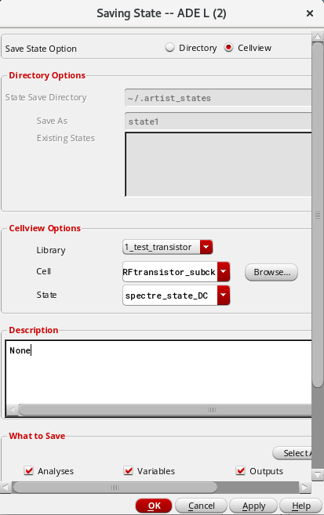 Saving State -- ADE L (2)
Save State Option Directory Cellview
Directory Options
State Save Directory ~/.artist_states
Save As state1
Existing States
Cellview Options
Library 1_test_transistor
Cell RFtransistor_subck Browse...
State spectre_state_DC
Description
None
What to Save
Select
Analyses Variables Outputs
OK Cancel Apply Help